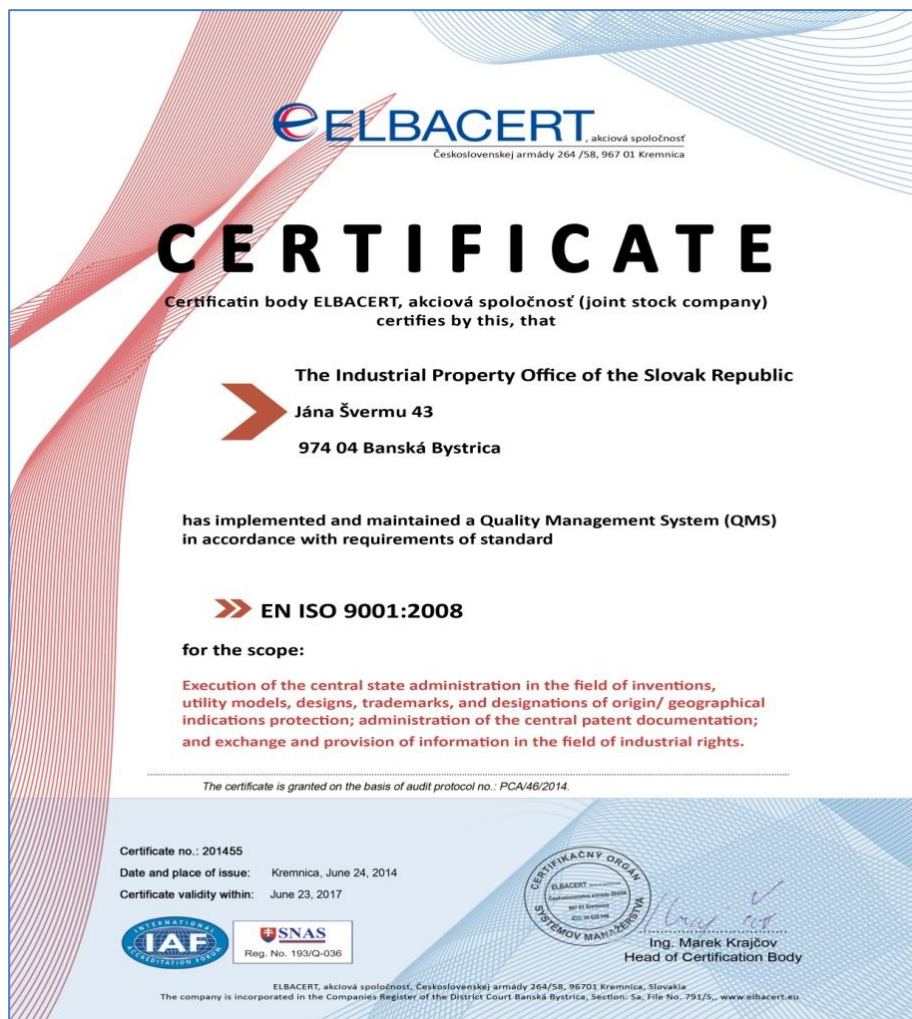 eELBACERT, akciová spoločnosť
Československej armády 264 /58, 967 01 Kremnica
CERTIFICATE
Certificatin body ELBACERT, akciová spoločnosť (joint stock company)
certifies by this, that
The Industrial Property Office of the Slovak Republic
Jána Švermu 43
974 04 Banská Bystrica
has implemented and maintained a Quality Management System (QMS)
in accordance with requirements of standard
EN ISO 9001:2008
for the scope:
Execution of the central state administration in the field of inventions,
utility models, designs, trademarks, and designations of origin/ geographical
indications protection; administration of the central patent documentation;
and exchange and provision of information in the field of industrial rights.
The certificate is granted on the basis of audit protocol no.: PCA/46/2014.
Certificate no.: 201455
Date and place of issue: Kremnica, June 24, 2014
Certificate validity within: June 23, 2017
INTERNATIONAL
IAF
ACCREDITATION FORUM
SNAS
Reg. No. 193/Q-036
CERTIFIKAČNÝ ORGÁN
ELBACERT
967 01 Kremnica
SYSTÉMOV MANAŽÉRSTVA
Ing. Marek Krajčov
Head of Certification Body
ELBACERT, akciová spoločnosť, Československej armády 264/58, 96701 Kremnica, Slovakia
The company is incorporated in the Companies Register of the District Court Banská Bystrica, Section: Sa, File No. 791/S,, www.elbacert.eu